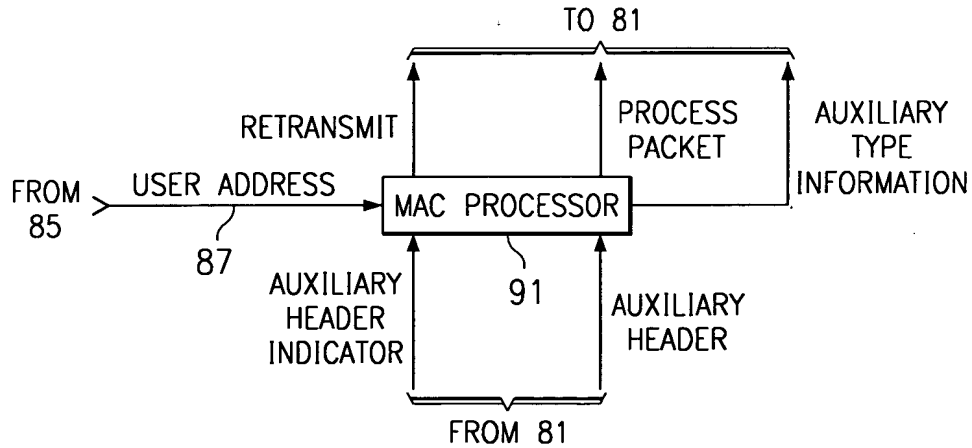 TO 81
RETRANSMIT
PROCESS
PACKET
AUXILIARY
TYPE
INFORMATION
FROM
85
USER ADDRESS
87
MAC PROCESSOR
91
AUXILIARY
HEADER
INDICATOR
AUXILIARY
HEADER
FROM 81